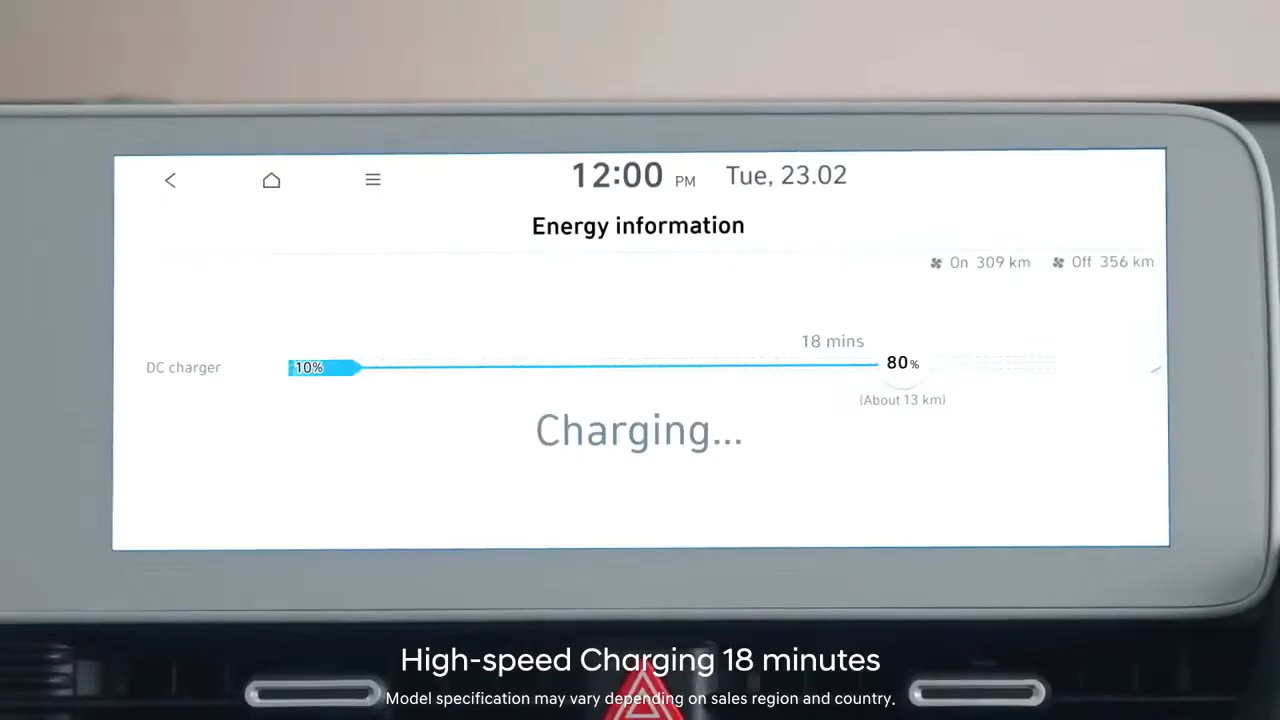 12:00 PM Tue, 23.02
Energy information
On 309 km Off 356 km
18 mins
DC charger 10% 80%
(About 13 km)
Charging...
High-speed Charging 18 minutes
Model specification may vary depending on sales region and country.